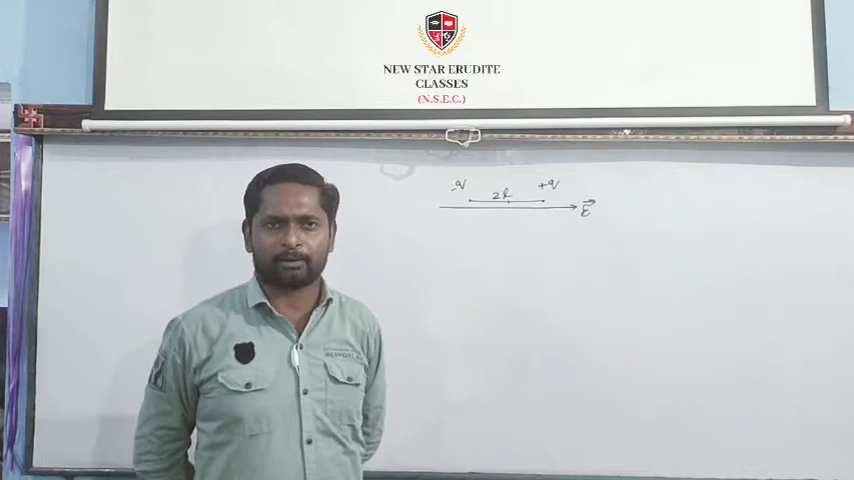 NEW STAR ERUDITE
CLASSES
(N.S.E.C.)
-q 2l +q
E